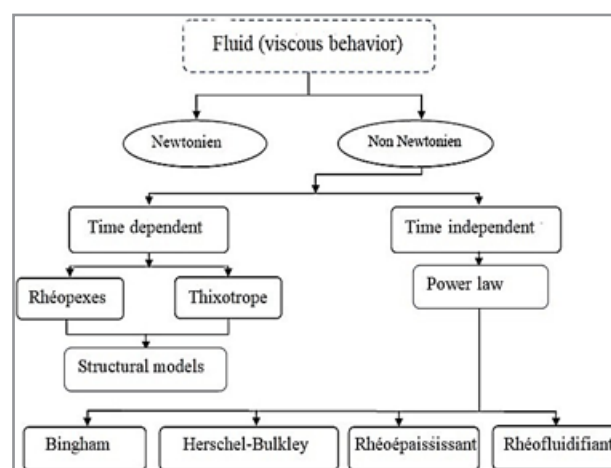 Fluid (viscous behavior)
Newtonien
Non Newtonien
Time dependent
Time independent
Rhéopexes
Thixotrope
Power law
Structural models
Bingham
Herschel-Bulkley
Rhéoépaississant
Rhéofluidifiant